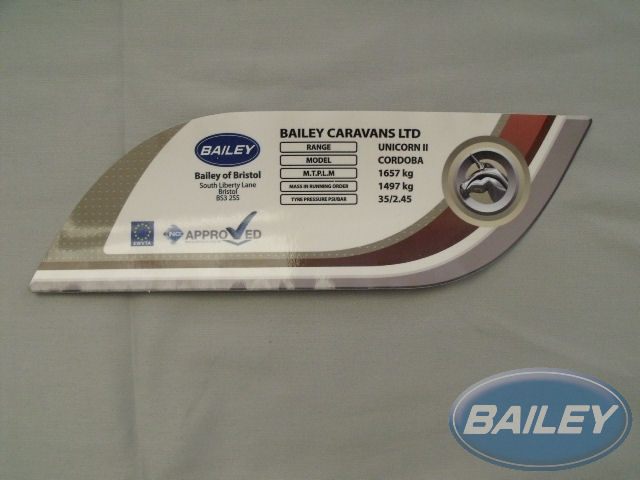 BAILEY
Bailey of Bristol
South Liberty Lane
Bristol
BS3 2SS
EWVTA
NCC APPROVED
BAILEY CARAVANS LTD
RANGE UNICORN II
MODEL CORDOBA
M.T.P.L.M 1657 kg
MASS IN RUNNING ORDER 1497 kg
TYRE PRESSURE PSI/BAR 35/2.45
BAILEY